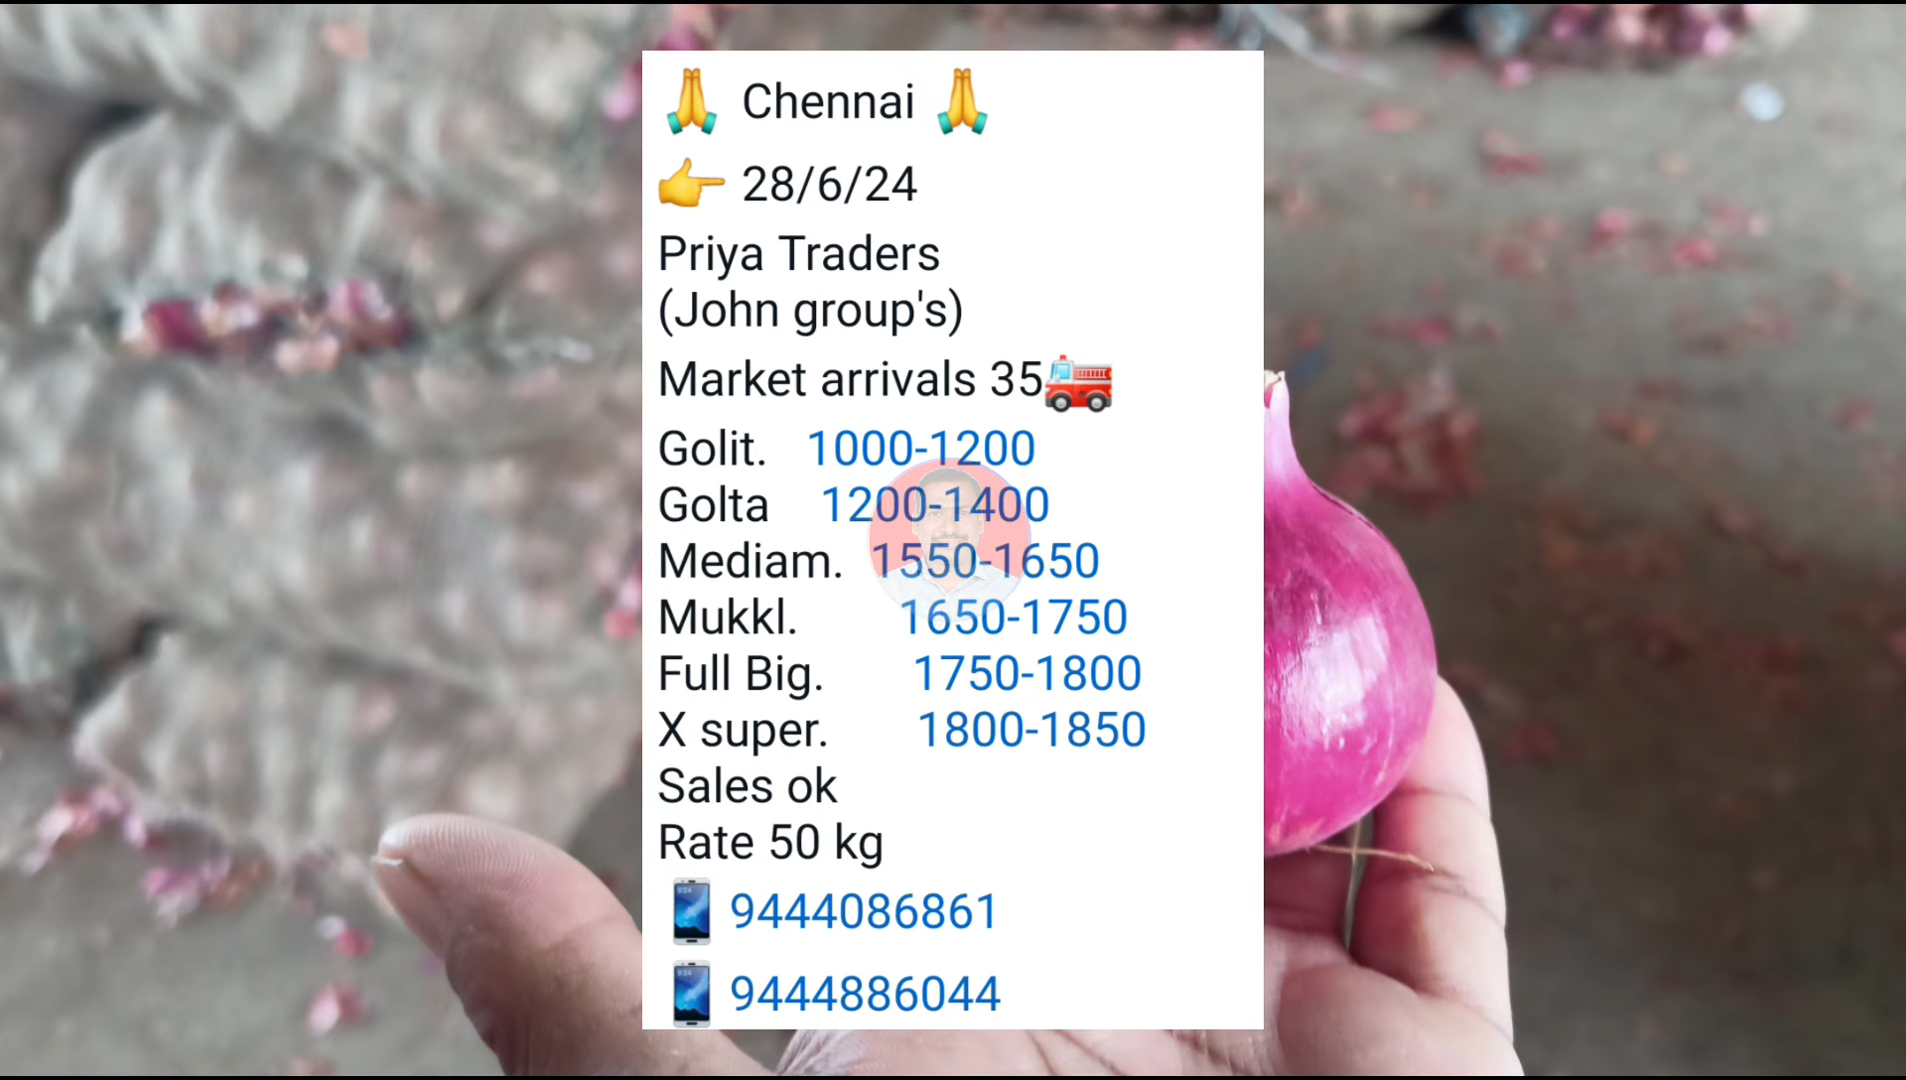 🙏 Chennai 🙏
👉 28/6/24
Priya Traders
(John group's)
Market arrivals 35🚒
Golit. 1000-1200
Golta 1200-1400
Mediam. 1550-1650
Mukkl. 1650-1750
Full Big. 1750-1800
X super. 1800-1850
Sales ok
Rate 50 kg
📱 9444086861
📱 9444886044